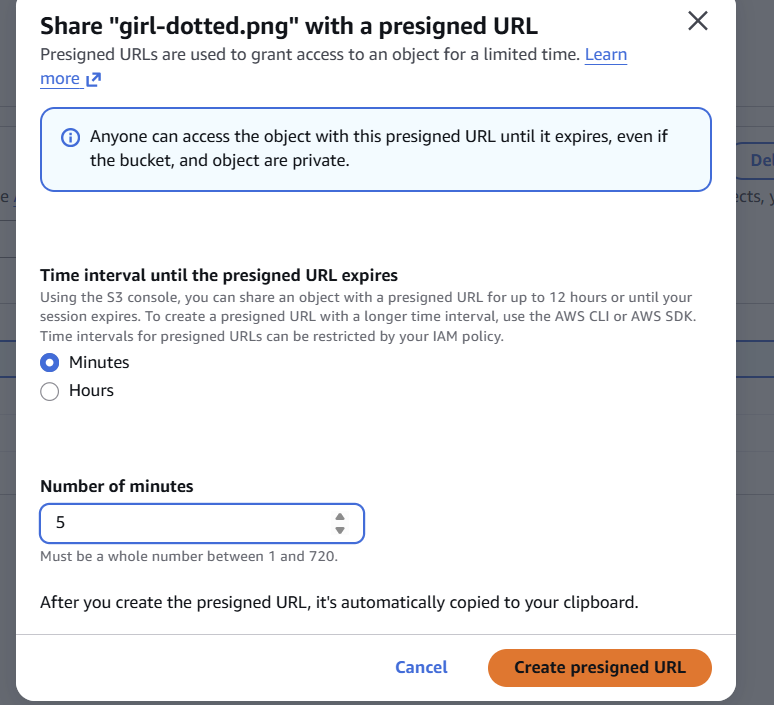 Share "girl-dotted.png" with a presigned URL
Presigned URLs are used to grant access to an object for a limited time. Learn
more
Anyone can access the object with this presigned URL until it expires, even if
the bucket, and object are private.
Time interval until the presigned URL expires
Using the S3 console, you can share an object with a presigned URL for up to 12 hours or until your
session expires. To create a presigned URL with a longer time interval, use the AWS CLI or AWS SDK.
Time intervals for presigned URLs can be restricted by your IAM policy.
Minutes
Hours
Number of minutes
5
Must be a whole number between 1 and 720.
After you create the presigned URL, it's automatically copied to your clipboard.
Cancel
Create presigned URL